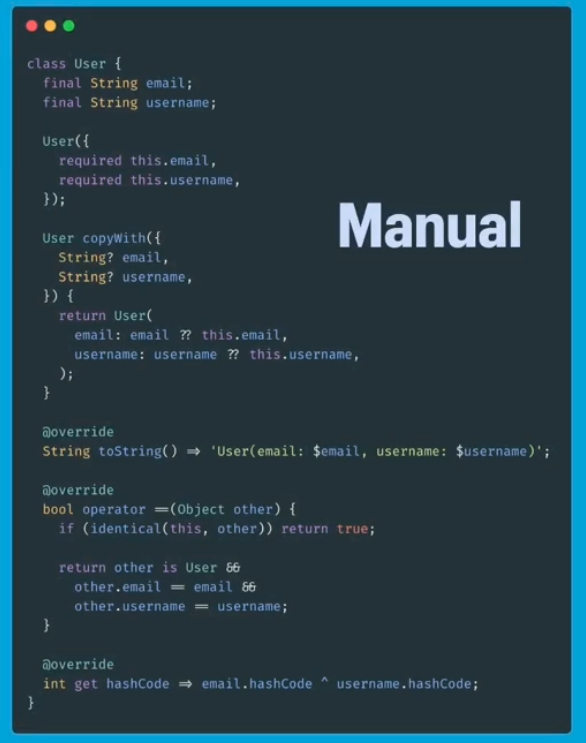 class User {
  final String email;
  final String username;

  User({
    required this.email,
    required this.username,
  });

Manual

  User copyWith({
    String? email,
    String? username,
  }) {
    return User(
      email: email ?? this.email,
      username: username ?? this.username,
    );
  }

  @override
  String toString() => 'User(email: $email, username: $username)';

  @override
  bool operator ==(Object other) {
    if (identical(this, other)) return true;

    return other is User &&
      other.email == email &&
      other.username == username;
  }

  @override
  int get hashCode => email.hashCode ^ username.hashCode;
}